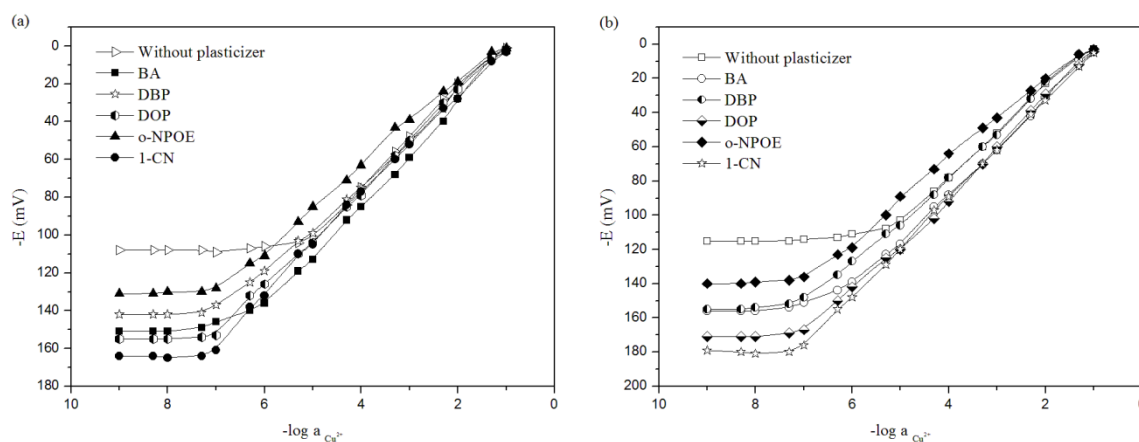 (a)
-E (mV)
0
20
40
60
80
100
120
140
160
180
Without plasticizer
BA
DBP
DOP
o-NPOE
1-CN
10 8 6 4 2 0
-log a Cu²⁺
(b)
-E (mV)
0
20
40
60
80
100
120
140
160
180
200
Without plasticizer
BA
DBP
DOP
o-NPOE
1-CN
10 8 6 4 2 0
-log a Cu²⁺